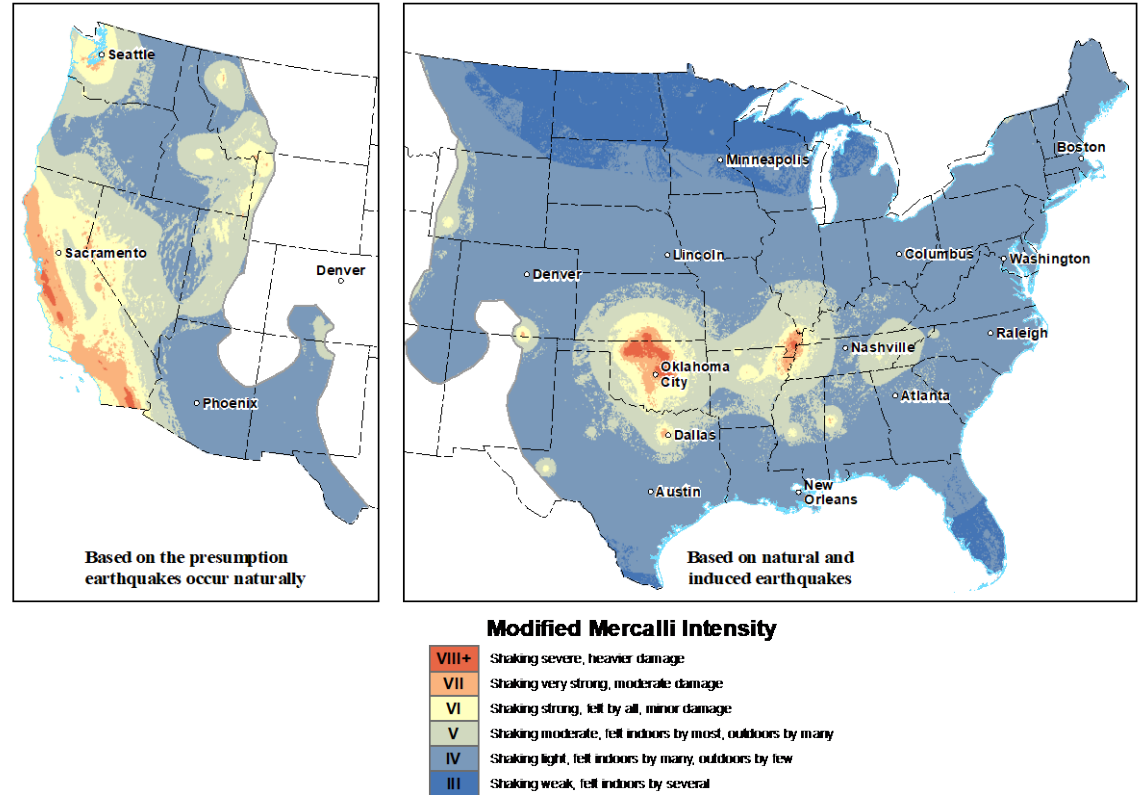 Seattle
Sacramento
Denver
Phoenix
Based on the presumption
earthquakes occur naturally
Minneapolis
Boston
Lincoln
Columbus
Washington
Denver
Raleigh
Nashville
Oklahoma
City
Atlanta
Dallas
Austin
New
Orleans
Based on natural and
induced earthquakes
Modified Mercalli Intensity
VIII+ Shaking severe, heavier damage
VII Shaking very strong, moderate damage
VI Shaking strong, felt by all, minor damage
V Shaking moderate, felt indoors by most, outdoors by many
IV Shaking light, felt indoors by many, outdoors by few
III Shaking weak, felt indoors by several